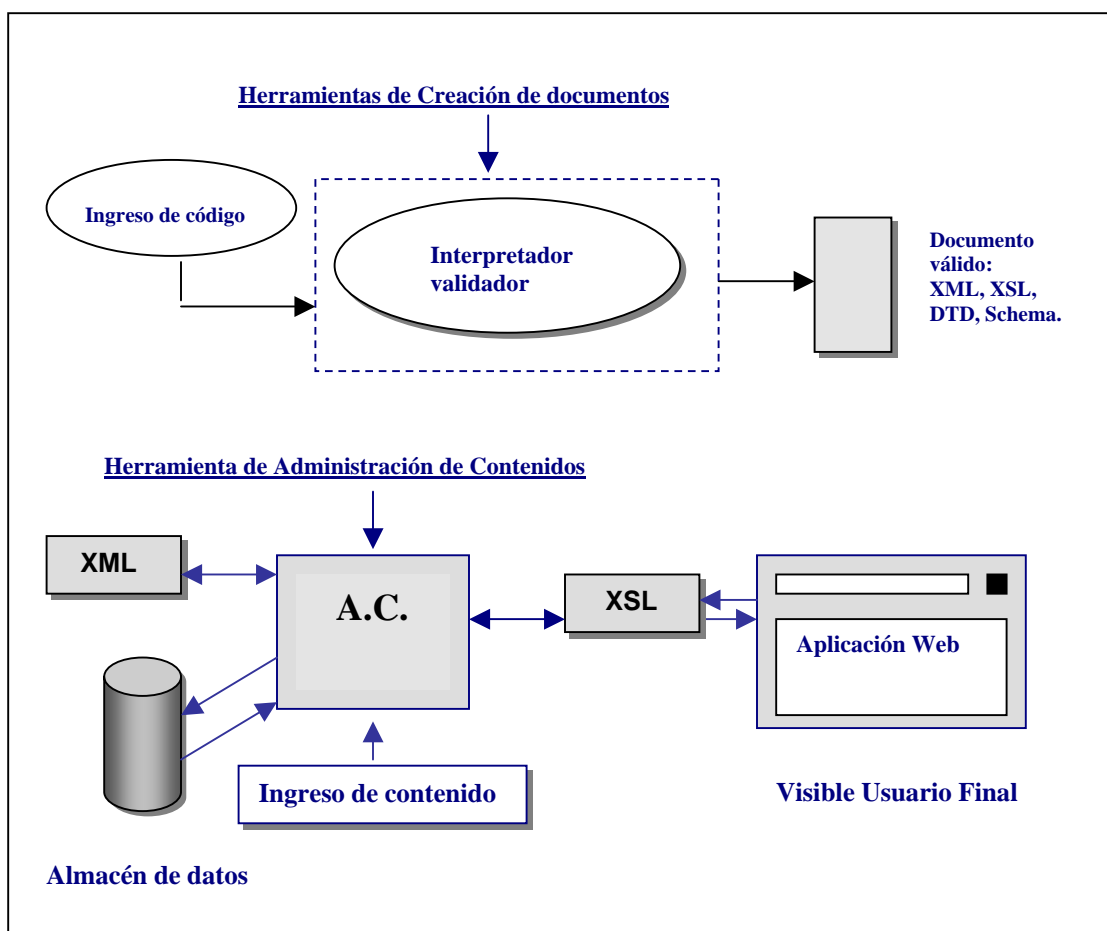 Herramientas de Creación de documentos
Ingreso de código
Interpretador
validador
Documento
válido:
XML, XSL,
DTD, Schema.
Herramienta de Administración de Contenidos
XML
A.C.
XSL
Aplicación Web
Ingreso de contenido
Visible Usuario Final
Almacén de datos